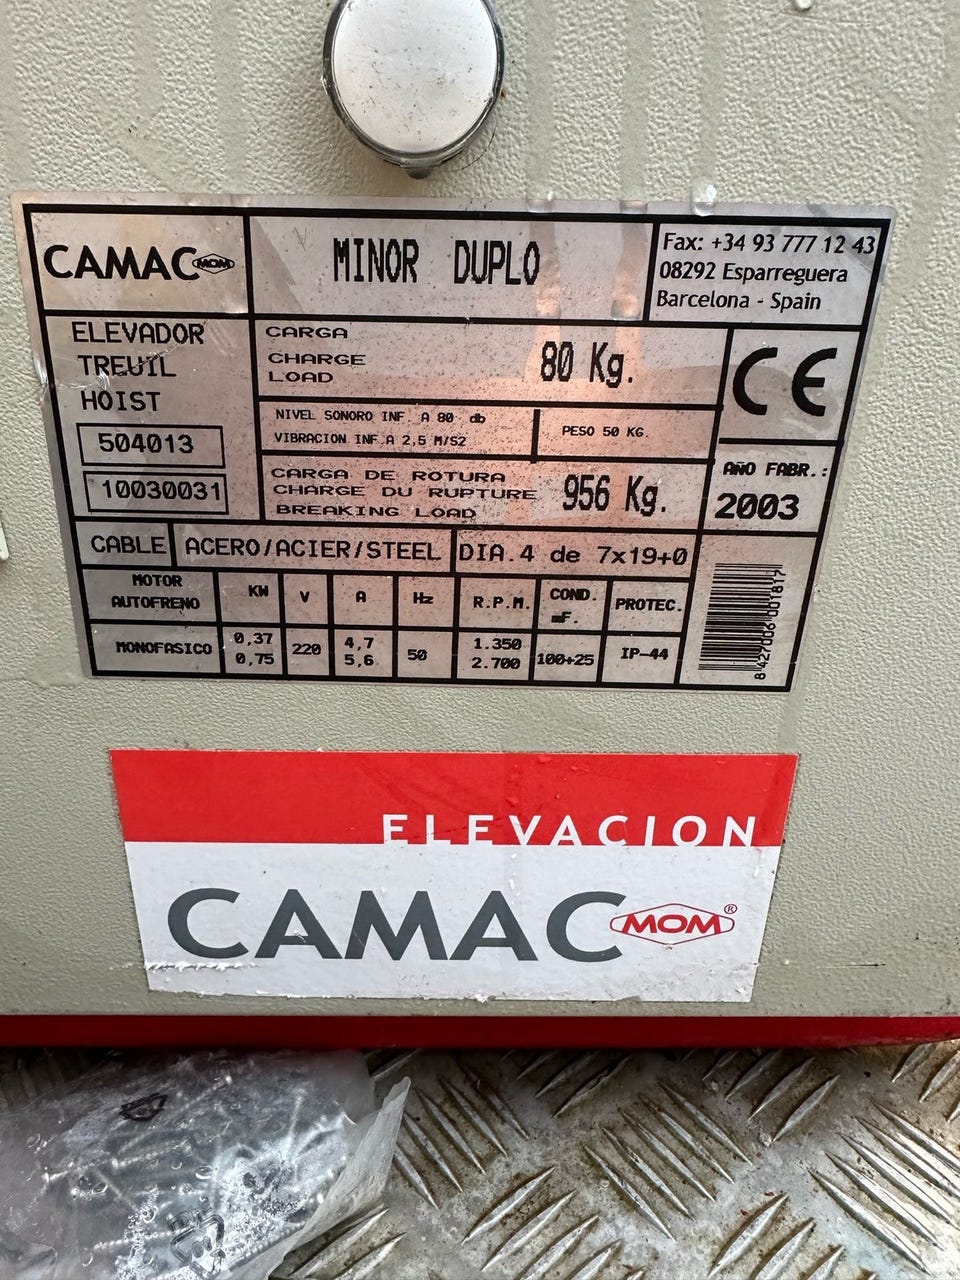 CAMAC MOM
MINOR DUPLO
Fax: +34 93 777 12 43
08292 Esparreguera
Barcelona - Spain
ELEVADOR
TREUIL
HOIST
504013
10030031
CARGA
CHARGE
LOAD
80 Kg.
NIVEL SONORO INF. A 80 db
VIBRACION INF.A 2,5 M/S2
PESO 50 KG.
CARGA DE ROTURA
CHARGE DU RUPTURE
BREAKING LOAD
956 Kg.
CE
AÑO FABR.:
2003
CABLE
ACERO/ACIER/STEEL
DIA.4 de 7x19+0
MOTOR
AUTOFRENO
KW
V
A
Hz
R.P.M.
COND.
mF.
PROTEC.
MONOFASICO
0,37
0,75
220
4,7
5,6
50
1.350
2.700
100+25
IP-44
8 427006 001817
ELEVACION
CAMAC MOM®